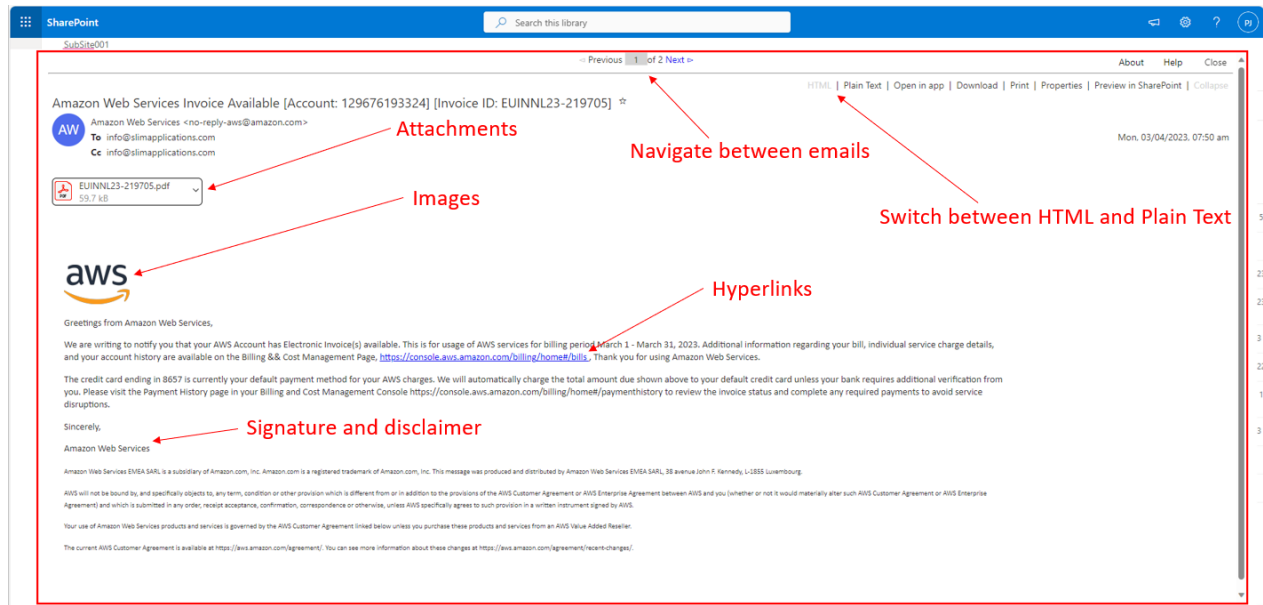 SharePoint
Search this library
PJ
SubSite001
◅ Previous 1 of 2 Next ▻
About Help Close
HTML | Plain Text | Open in app | Download | Print | Properties | Preview in SharePoint | Collapse
Amazon Web Services Invoice Available [Account: 129676193324] [Invoice ID: EUINNL23-219705] ☆
AW
Amazon Web Services <no-reply-aws@amazon.com>
To info@slimapplications.com
Cc info@slimapplications.com
Mon, 03/04/2023, 07:50 am
Attachments
Navigate between emails
EUINNL23-219705.pdf
59.7 kB
PDF
Images
Switch between HTML and Plain Text
aws
Hyperlinks
Greetings from Amazon Web Services,
We are writing to notify you that your AWS Account has Electronic Invoice(s) available. This is for usage of AWS services for billing period March 1 - March 31, 2023. Additional information regarding your bill, individual service charge details,
and your account history are available on the Billing && Cost Management Page, https://console.aws.amazon.com/billing/home#/bills , Thank you for using Amazon Web Services.
The credit card ending in 8657 is currently your default payment method for your AWS charges. We will automatically charge the total amount due shown above to your default credit card unless your bank requires additional verification from
you. Please visit the Payment History page in your Billing and Cost Management Console https://console.aws.amazon.com/billing/home#/paymenthistory to review the invoice status and complete any required payments to avoid service
disruptions.
Sincerely,
Signature and disclaimer
Amazon Web Services
Amazon Web Services EMEA SARL is a subsidiary of Amazon.com, Inc. Amazon.com is a registered trademark of Amazon.com, Inc. This message was produced and distributed by Amazon Web Services EMEA SARL, 38 avenue John F. Kennedy, L-1855 Luxembourg.
AWS will not be bound by, and specifically objects to, any term, condition or other provision which is different from or in addition to the provisions of the AWS Customer Agreement or AWS Enterprise Agreement between AWS and you (whether or not it would materially alter such AWS Customer Agreement or AWS Enterprise
Agreement) and which is submitted in any order, receipt acceptance, confirmation, correspondence or otherwise, unless AWS specifically agrees to such provision in a written instrument signed by AWS.
Your use of Amazon Web Services products and services is governed by the AWS Customer Agreement linked below unless you purchase these products and services from an AWS Value Added Reseller.
The current AWS Customer Agreement is available at https://aws.amazon.com/agreement/. You can see more information about these changes at https://aws.amazon.com/agreement/recent-changes/.